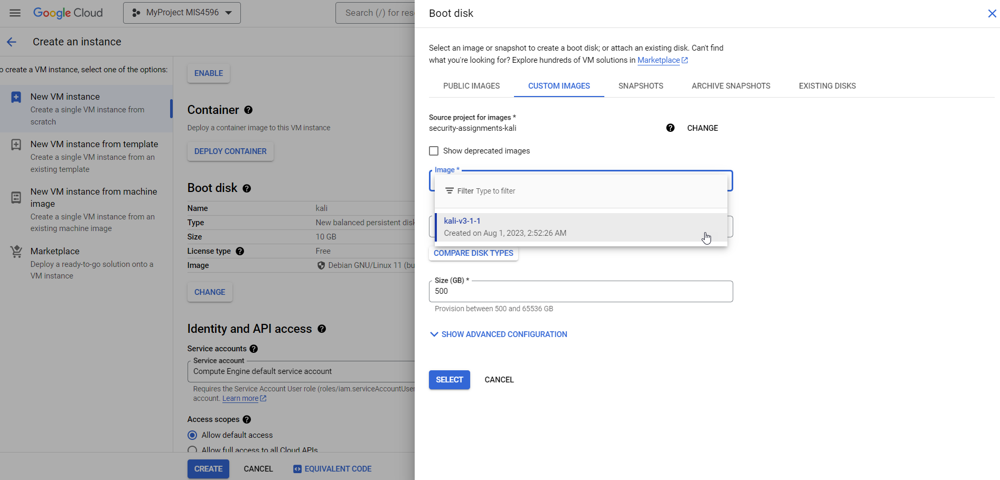 Google Cloud
MyProject MIS4596
Search (/) for res
Create an instance
o create a VM instance, select one of the options:
New VM instance
Create a single VM instance from
scratch
New VM instance from template
Create a single VM instance from an
existing template
New VM instance from machine
image
Create a single VM instance from an
existing machine image
Marketplace
Deploy a ready-to-go solution onto a
VM instance
ENABLE
Container
Deploy a container image to this VM instance
DEPLOY CONTAINER
Boot disk
Name kali
Type New balanced persistent disk
Size 10 GB
License type Free
Image Debian GNU/Linux 11 (bu
CHANGE
Identity and API access
Service accounts
Service account
Compute Engine default service account
Requires the Service Account User role (roles/iam.serviceAccountUser
account. Learn more
Access scopes
Allow default access
Allow full access to all Cloud APIs
CREATE CANCEL EQUIVALENT CODE
Boot disk
Select an image or snapshot to create a boot disk; or attach an existing disk. Can't find
what you're looking for? Explore hundreds of VM solutions in Marketplace
PUBLIC IMAGES CUSTOM IMAGES SNAPSHOTS ARCHIVE SNAPSHOTS EXISTING DISKS
Source project for images *
security-assignments-kali
CHANGE
Show deprecated images
Image *
Filter Type to filter
kali-v3-1-1
Created on Aug 1, 2023, 2:52:26 AM
COMPARE DISK TYPES
Size (GB) *
500
Provision between 500 and 65536 GB
SHOW ADVANCED CONFIGURATION
SELECT CANCEL